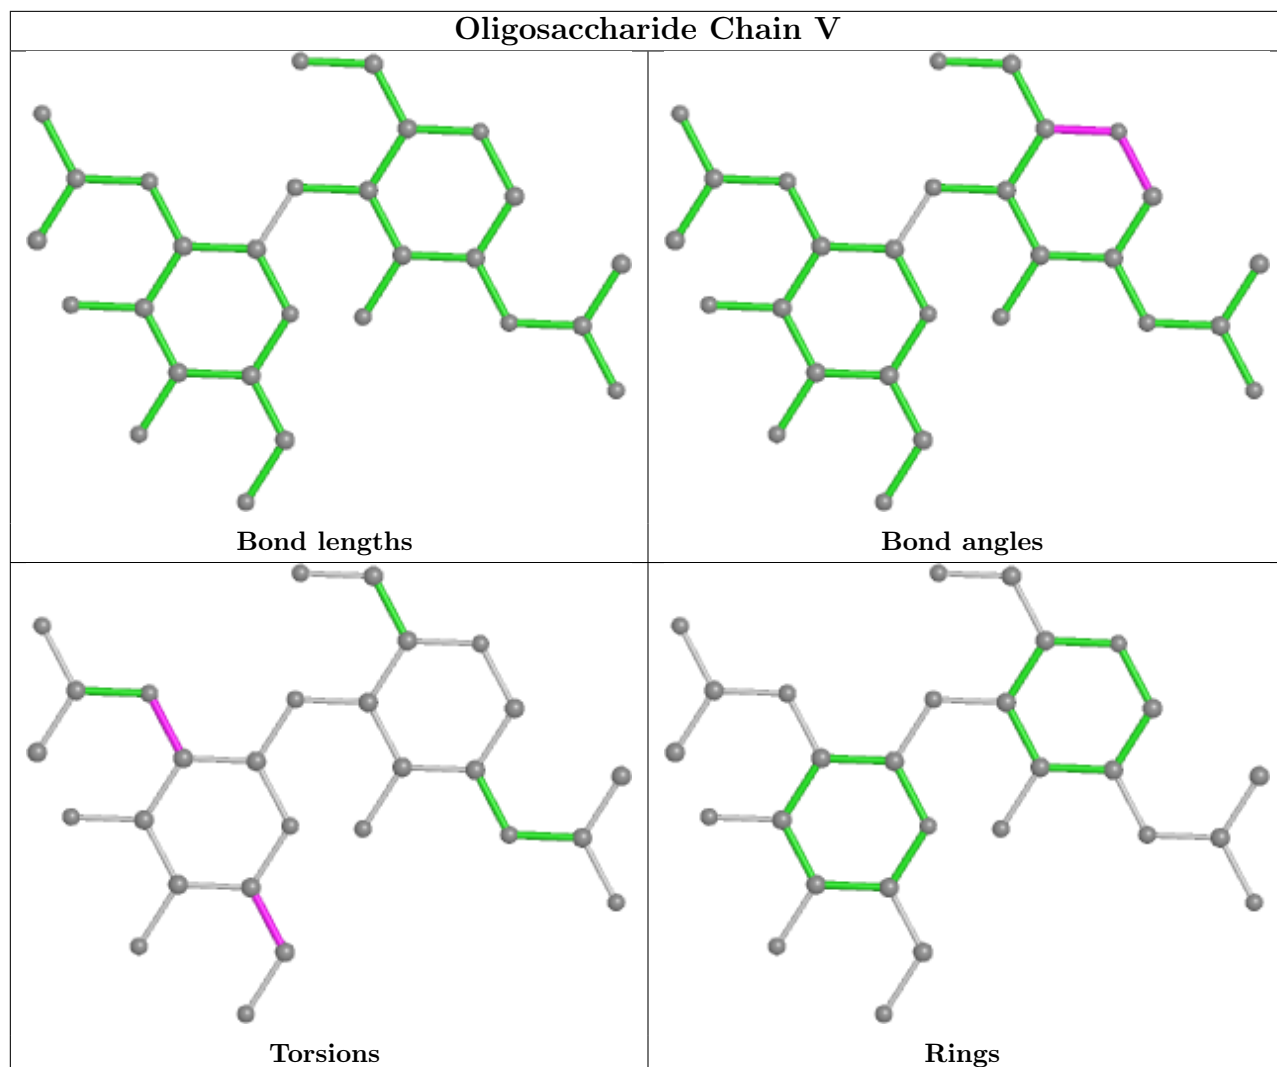 Oligosaccharide Chain V
Bond lengths
Bond angles
Torsions
Rings